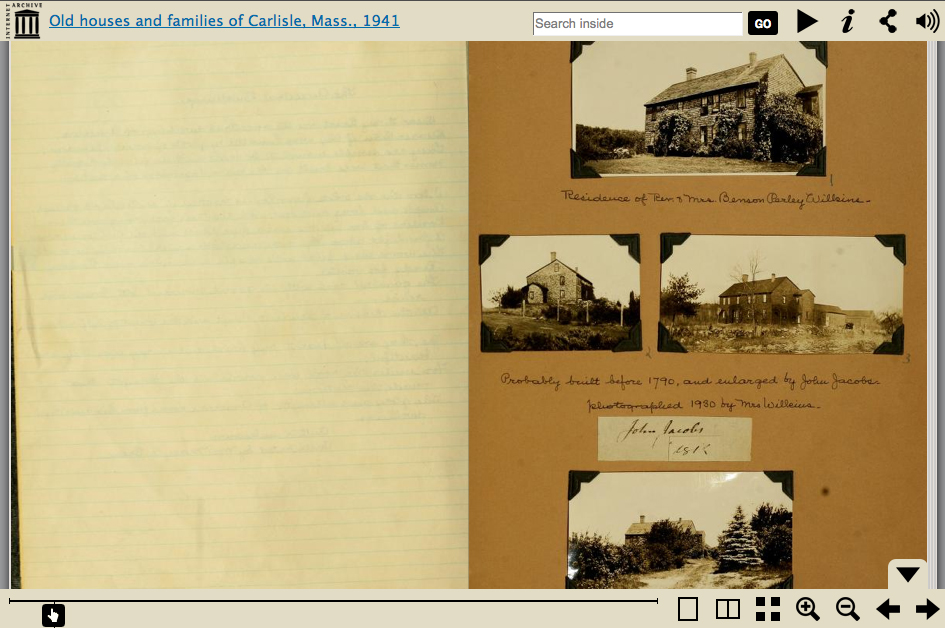 INTERNET ARCHIVE
Old houses and families of Carlisle, Mass., 1941
Search inside
GO
Residence of Rev. & Mrs. Benson Perley Wilkins.
1
2
3
Probably built before 1790, and enlarged by John Jacobs.
photographed 1930 by Mrs Wilkins.
John Jacobs